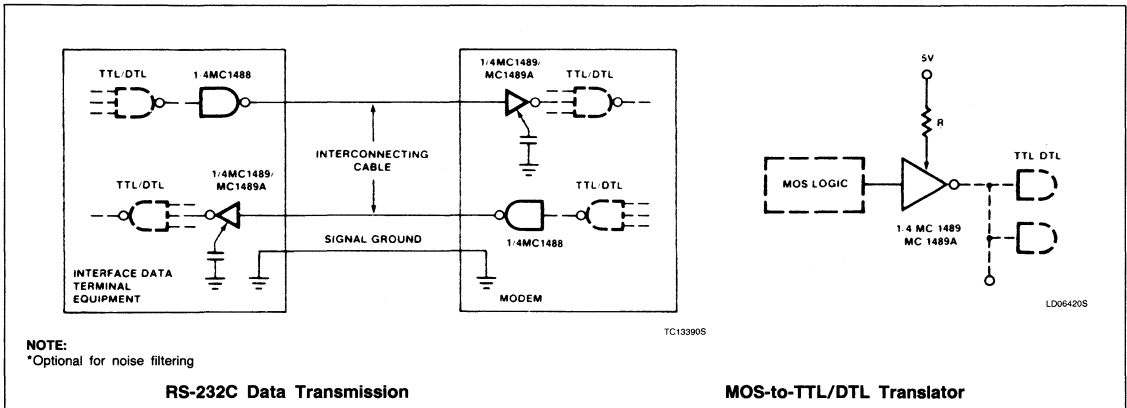 TTL/DTL
1/4MC1488
1/4MC1489/
MC1489A
TTL/DTL
INTERCONNECTING
CABLE
TTL/DTL
1/4MC1489/
MC1489A
TTL/DTL
1/4MC1488
SIGNAL GROUND
INTERFACE DATA
TERMINAL
EQUIPMENT
MODEM
TC13390S
5V
R
MOS LOGIC
TTL DTL
1/4 MC 1489
MC 1489A
LD06420S
NOTE:
*Optional for noise filtering
RS-232C Data Transmission
MOS-to-TTL/DTL Translator